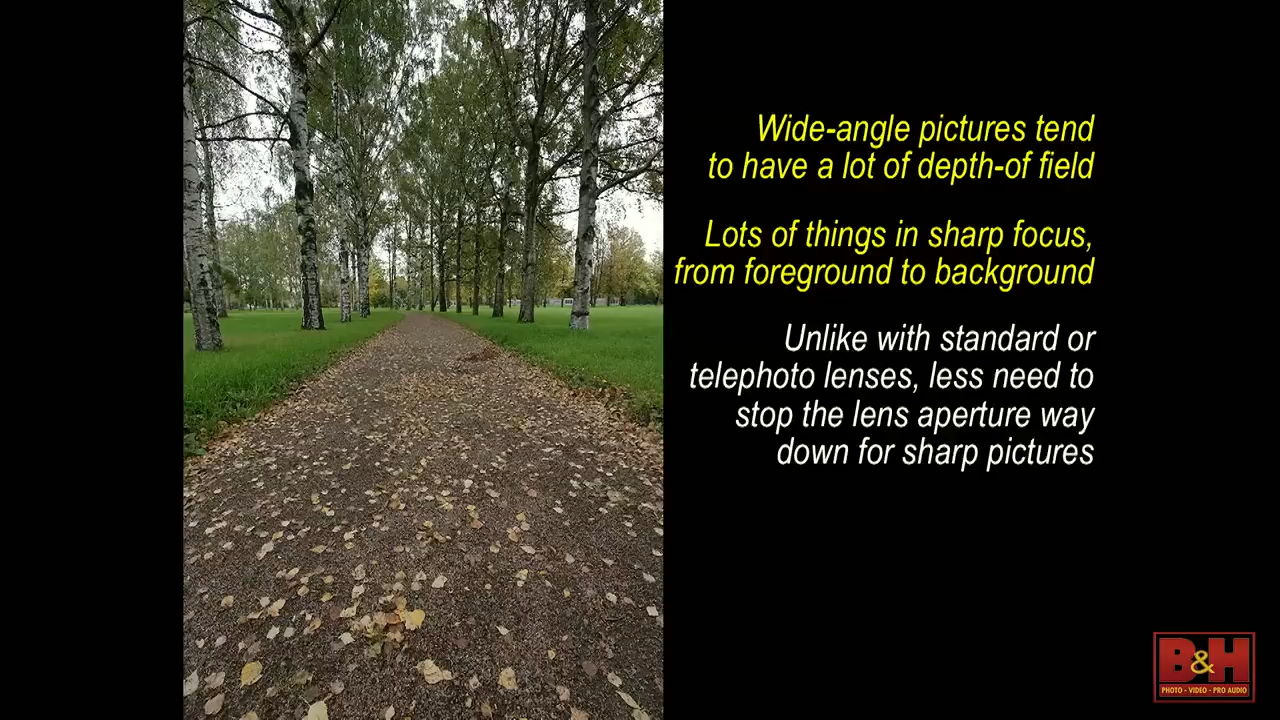 Wide-angle pictures tend
to have a lot of depth-of field
Lots of things in sharp focus,
from foreground to background
Unlike with standard or
telephoto lenses, less need to
stop the lens aperture way
down for sharp pictures
B&H
PHOTO - VIDEO - PRO AUDIO